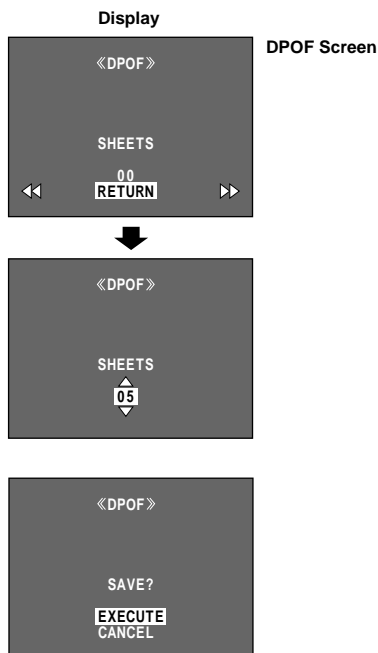 Display
DPOF Screen
《DPOF》
SHEETS
00
RETURN
《DPOF》
SHEETS
05
《DPOF》
SAVE?
EXECUTE
CANCEL